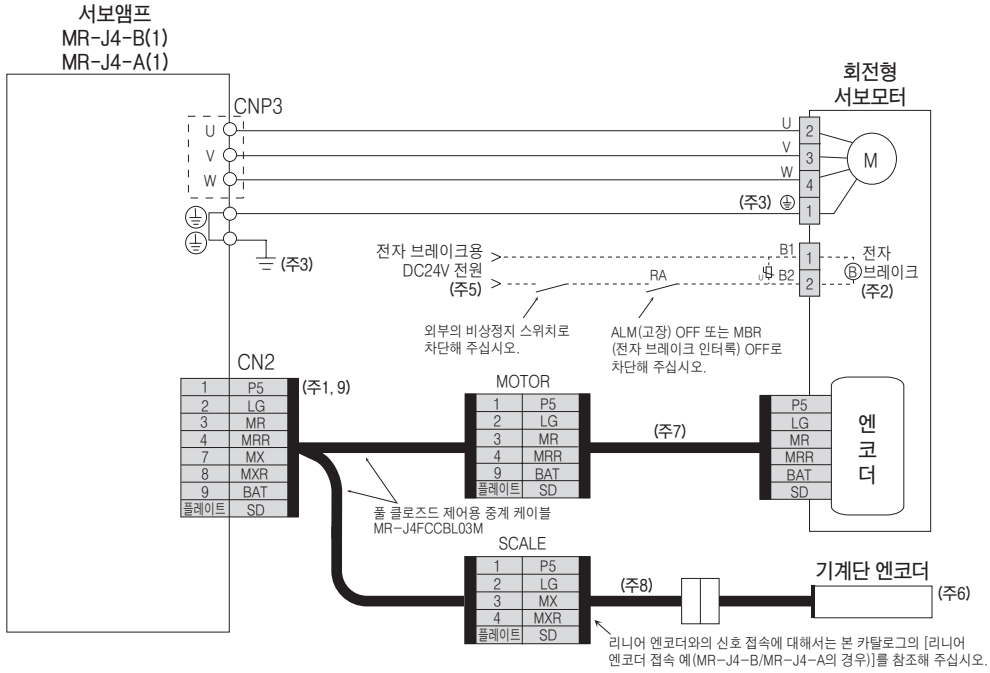 서보앰프
MR-J4-B(1)
MR-J4-A(1)
회전형
서보모터
CNP3
U
V
W
U
V
W
2
3
4
1
M
(주3)
(주3)
전자 브레이크용
DC24V 전원
(주5)
RA
B1
U
B2
1
2
B
전자
브레이크
(주2)
외부의 비상정지 스위치로
차단해 주십시오.
ALM(고장) OFF 또는 MBR
(전자 브레이크 인터록) OFF로
차단해 주십시오.
CN2
(주1, 9)
1 P5
2 LG
3 MR
4 MRR
7 MX
8 MXR
9 BAT
플레이트 SD
MOTOR
1 P5
2 LG
3 MR
4 MRR
9 BAT
플레이트 SD
(주7)
P5
LG
MR
MRR
BAT
SD
엔코더
풀 클로즈드 제어용 중계 케이블
MR-J4FCCBL03M
SCALE
1 P5
2 LG
3 MX
4 MXR
플레이트 SD
(주8)
기계단 엔코더
(주6)
리니어 엔코더와의 신호 접속에 대해서는 본 카탈로그의 [리니어
엔코더 접속 예(MR-J4-B/MR-J4-A의 경우)]를 참조해 주십시오.